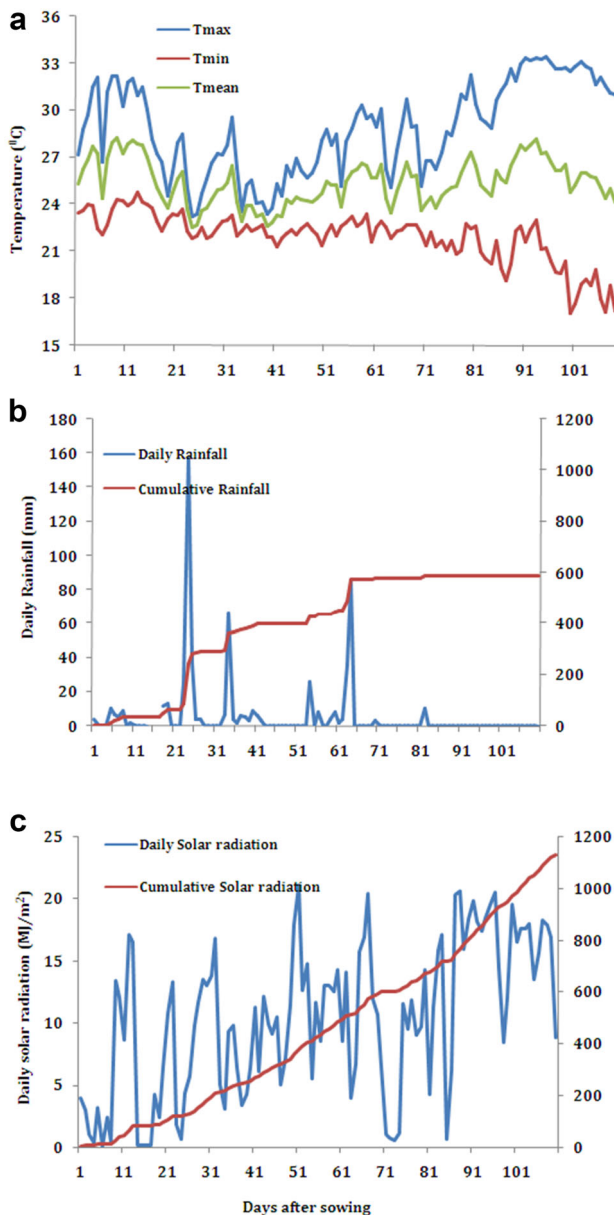 a
36
33
30
27
24
21
18
15
Temperature (⁰C)
Tmax
Tmin
Tmean
1 11 21 31 41 51 61 71 81 91 101
b
180
160
140
120
100
80
60
40
20
0
Daily Rainfall (mm)
Daily Rainfall
Cumulative Rainfall
1200
1000
800
600
400
200
0
1 11 21 31 41 51 61 71 81 91 101
c
25
20
15
10
5
0
Daily solar radiation (MJ/m²)
Daily Solar radiation
Cumulative Solar radiation
1200
1000
800
600
400
200
0
1 11 21 31 41 51 61 71 81 91 101
Days after sowing